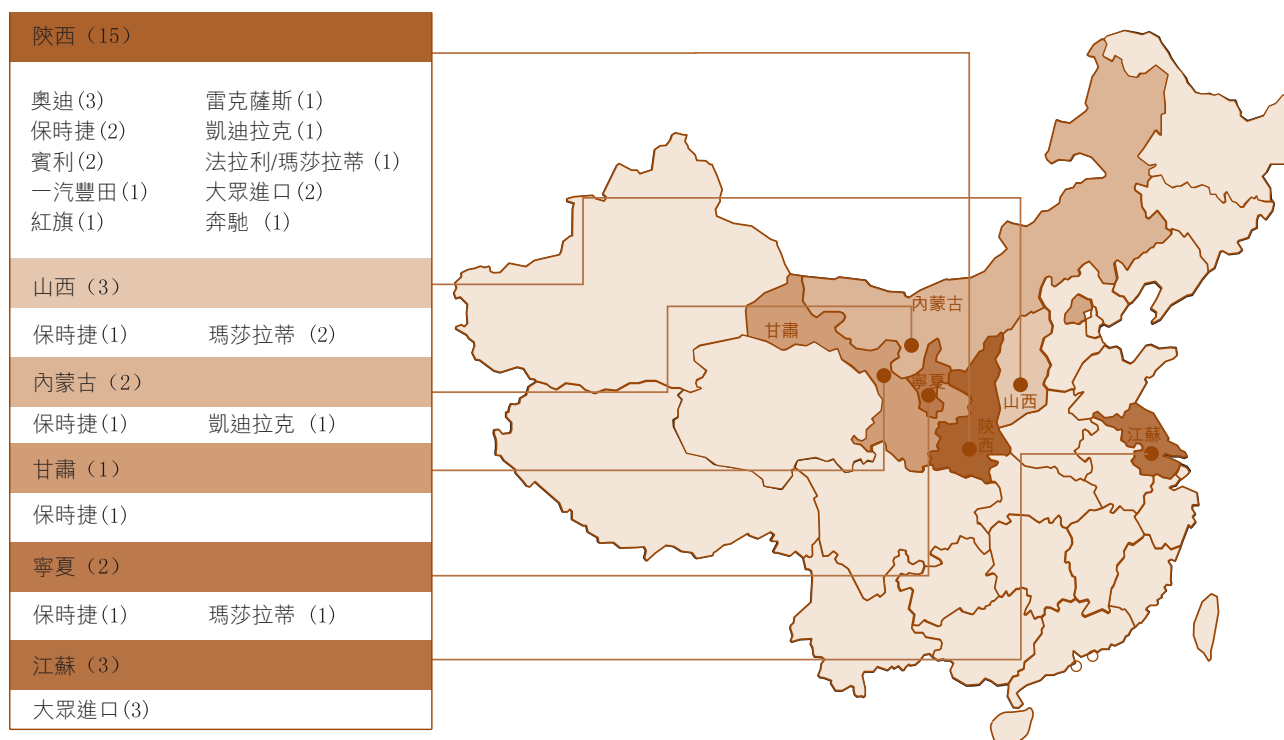 陝西（15）
奧迪(3) 雷克薩斯(1)
保時捷(2) 凱迪拉克(1)
賓利(2) 法拉利/瑪莎拉蒂 (1)
一汽豐田(1) 大眾進口(2)
紅旗(1) 奔馳 (1)
山西（3）
保時捷(1) 瑪莎拉蒂 (2)
內蒙古（2）
保時捷(1) 凱迪拉克 (1)
甘肅（1）
保時捷(1)
寧夏（2）
保時捷(1) 瑪莎拉蒂 (1)
江蘇（3）
大眾進口(3)
內蒙古
甘肅
寧夏
山西
陝西
江蘇